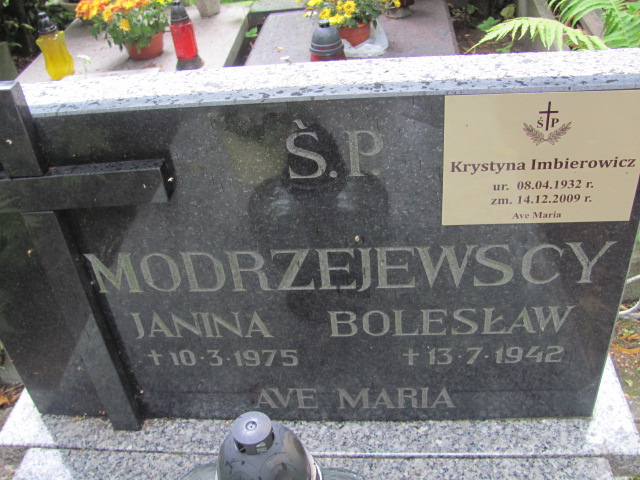 Ś.P
MODRZEJEWSCY
JANINA BOLESŁAW
†10·3·1975 †13·7·1942
AVE MARIA
Ś P
Krystyna Imbierowicz
ur. 08.04.1932 r.
zm. 14.12.2009 r.
Ave Maria